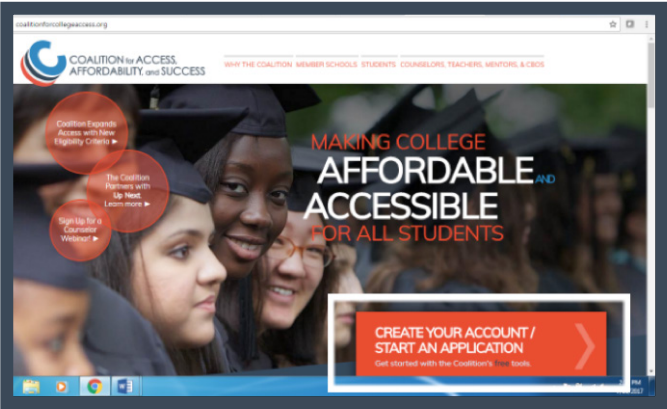 coalitionforcollegeaccess.org
COALITION for ACCESS,
AFFORDABILITY, and SUCCESS
WHY THE COALITION MEMBER SCHOOLS STUDENTS COUNSELORS, TEACHERS, MENTORS, & CBOS
Coalition Expands
Access with New
Eligibility Criteria ►
The Coalition
Partners with
Up Next
Learn more ►
Sign Up for a
Counselor
Webinar! ►
MAKING COLLEGE
AFFORDABLE AND
ACCESSIBLE
FOR ALL STUDENTS
CREATE YOUR ACCOUNT /
START AN APPLICATION
Get started with the Coalition's free tools.
PM